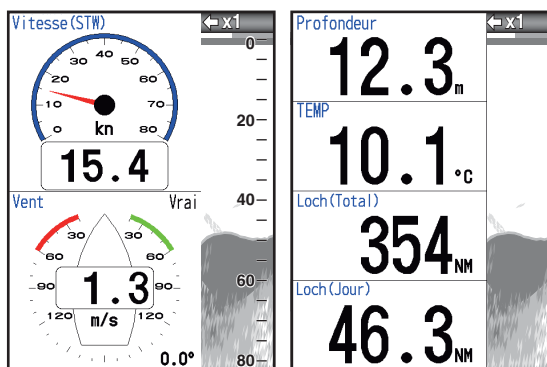 Vitesse(STW)
x1
0
10
20
30
40
50
60
70
80
kn
15.4
Vent
Vrai
30
30
60
60
90
90
120
120
1.3
m/s
0.0°
0
20
40
60
80
x1
Profondeur
12.3m
TEMP
10.1°C
Loch(Total)
354NM
Loch(Jour)
46.3NM